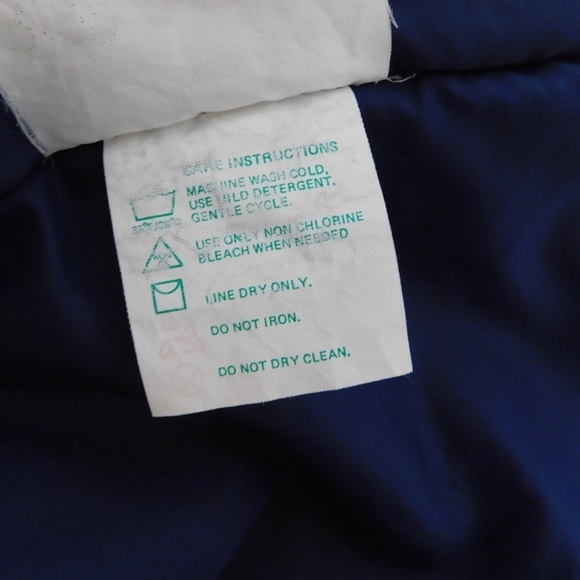 CARE INSTRUCTIONS
MACHINE WASH COLD,
USE MILD DETERGENT.
GENTLE CYCLE.
USE ONLY NON CHLORINE
BLEACH WHEN NEEDED
LINE DRY ONLY.
DO NOT IRON.
DO NOT DRY CLEAN.